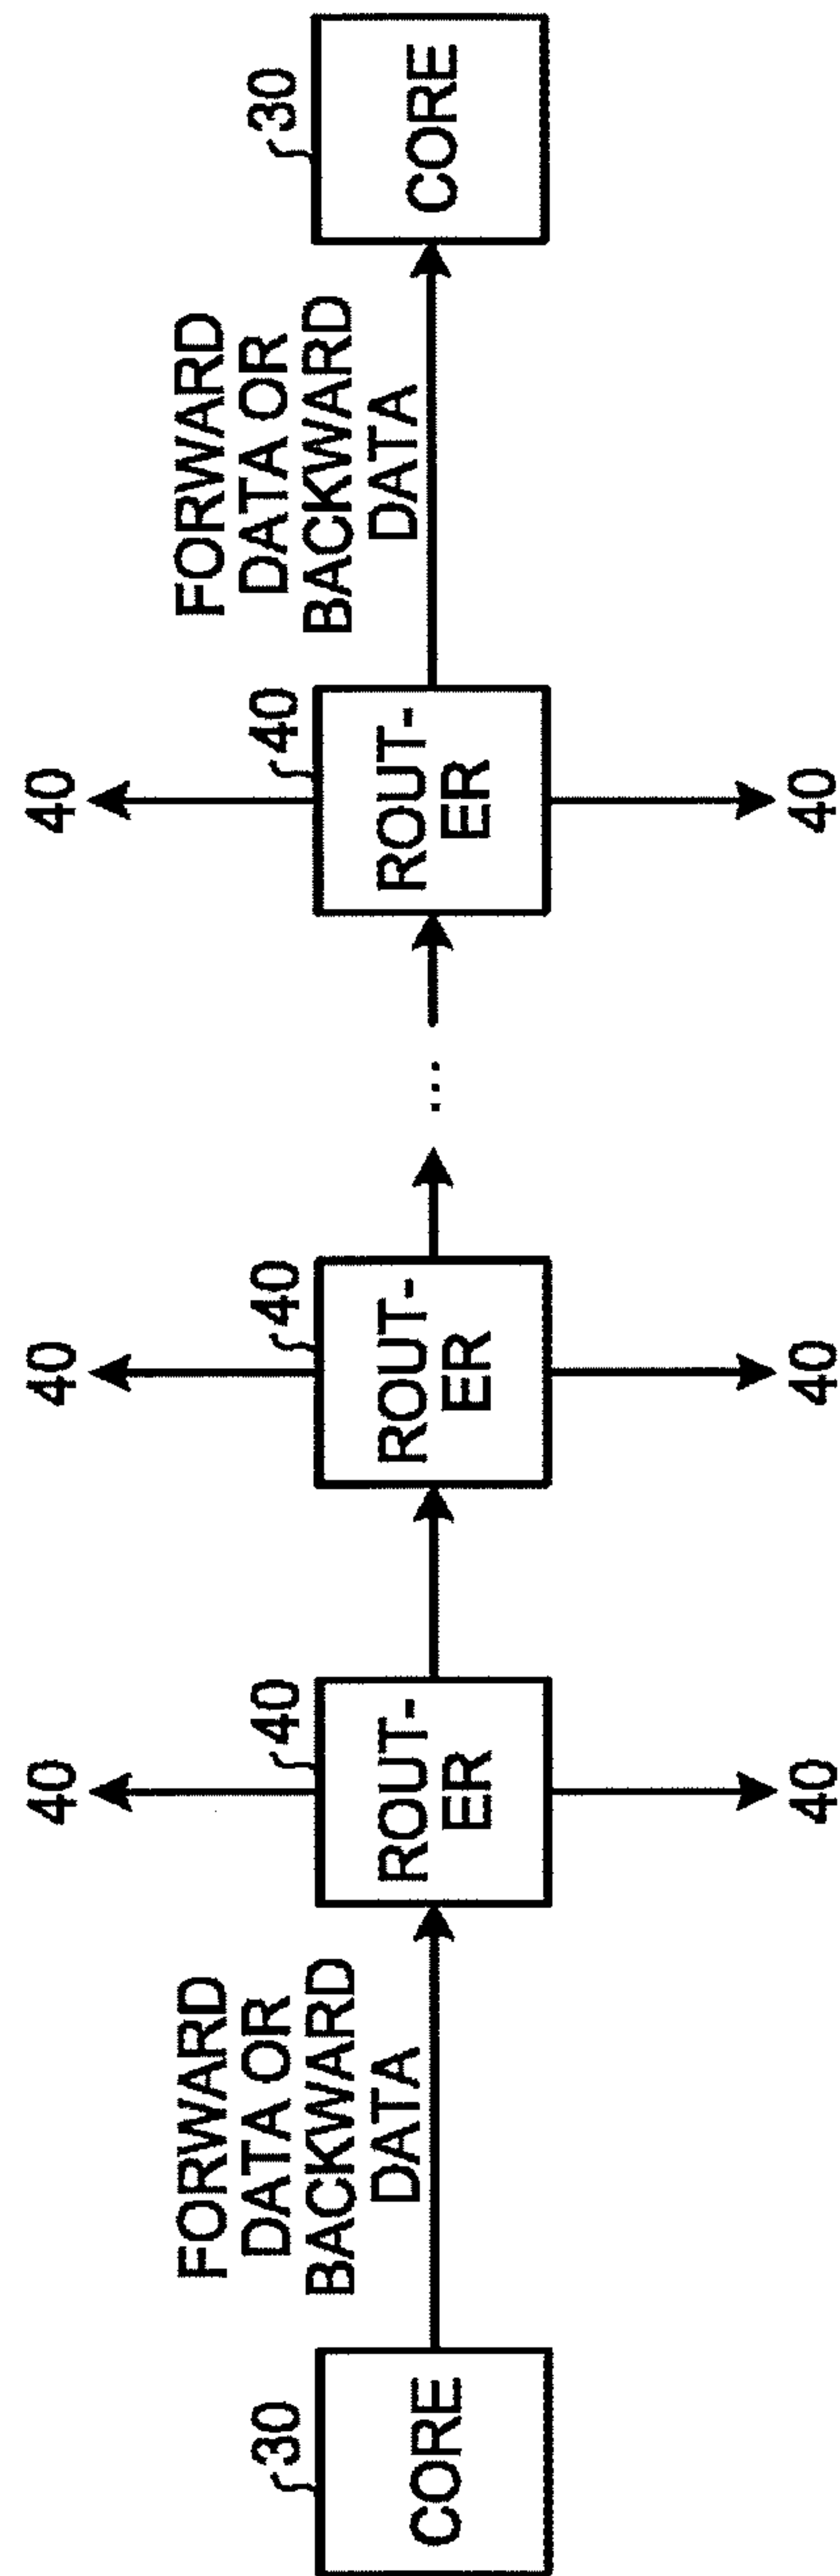 40
40
40
FORWARD
DATA OR
BACKWARD
DATA
FORWARD
DATA OR
BACKWARD
DATA
30
40
40
40
30
CORE
ROUT-
ER
ROUT-
ER
...
ROUT-
ER
CORE
40
40
40